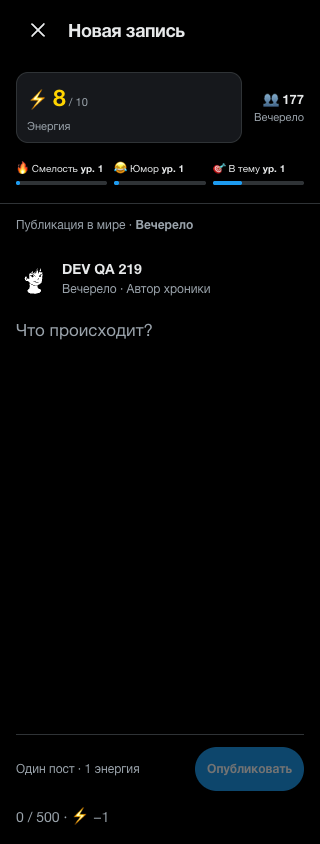 Новая запись
⚡ 8 / 10
Энергия
👥 177
Вечерело
🔥 Смелость ур. 1
😂 Юмор ур. 1
🎯 В тему ур. 1
Публикация в мире · Вечерело
DEV QA 219
Вечерело · Автор хроники
Что происходит?
Один пост · 1 энергия
Опубликовать
0 / 500 · ⚡ −1